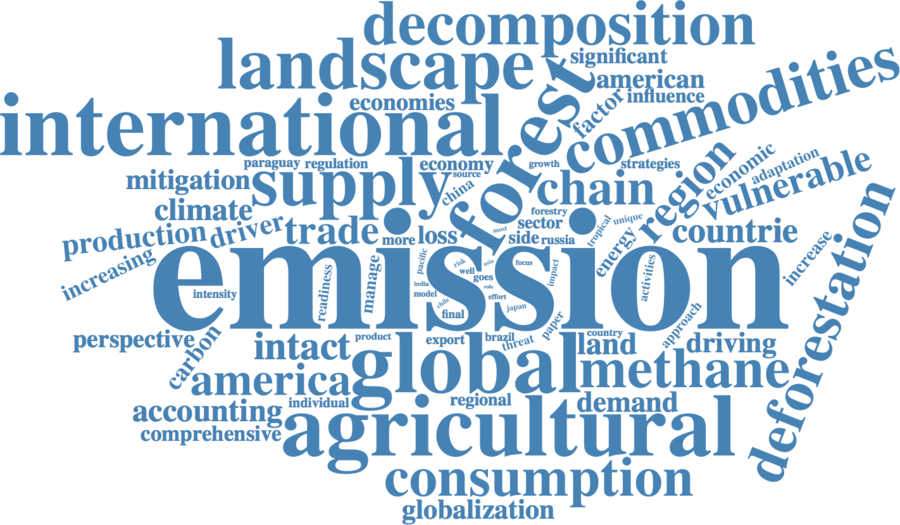 decomposition
landscape
significant
american
economies
influence
factor
commodities
international
forest
paraguay
regulation
economy
growth
strategies
source
mitigation
supply
china
chain
region
economic
adaptation
vulnerable
climate
forestry
tropical
unique
production
driver
trade
more
loss
sector
side
russia
energy
countrie
increasing
emission
pacific
risk
well
asia
focus
impact
activities
increase
deforestation
readiness
manage
goes
india
model
role
effort
intensity
chile
final
japan
paper
approach
perspective
carbon
intact
product
export
brazil
threat
country
land
driving
america
global
methane
accounting
individual
regional
demand
comprehensive
agricultural
consumption
globalization